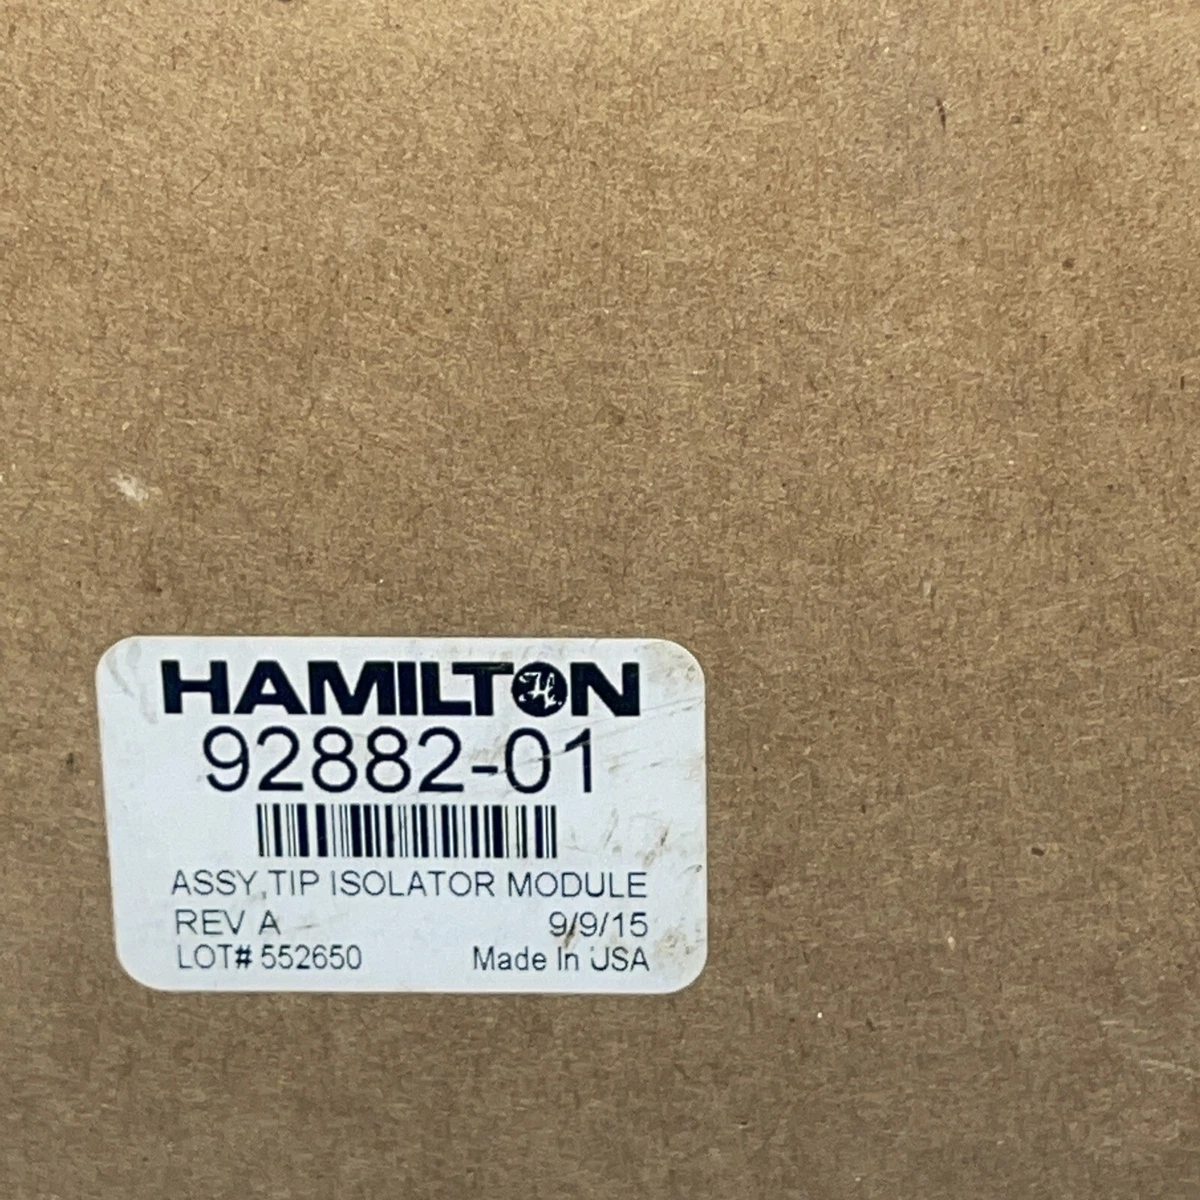 HAMILTON
92882-01
ASSY,TIP ISOLATOR MODULE
REV A 9/9/15
LOT# 552650 Made In USA